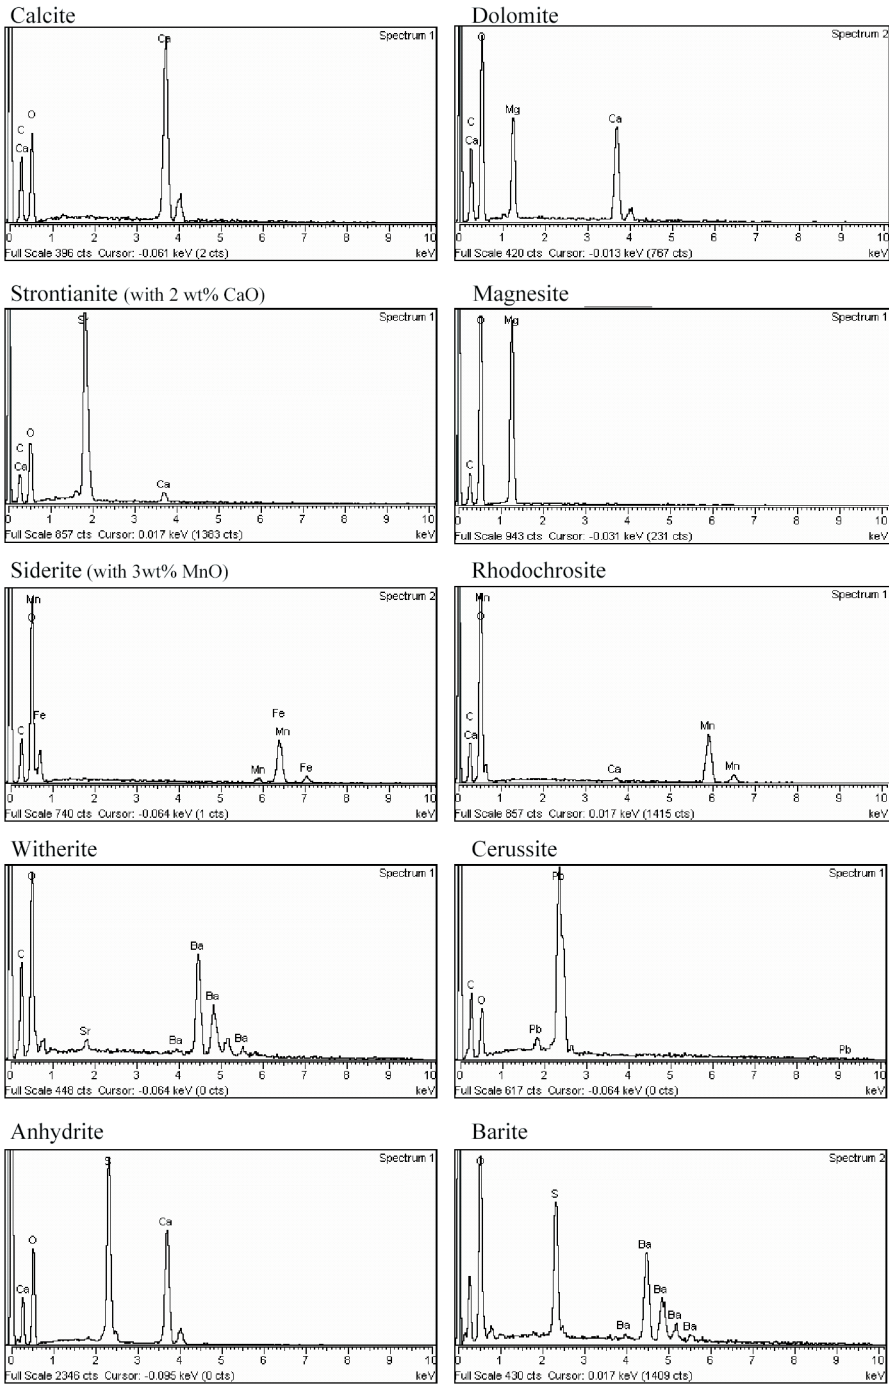 Calcite
Spectrum 1
Ca
O
C
Ca
0 1 2 3 4 5 6 7 8 9 10
Full Scale 396 cts Cursor: -0.061 keV (2 cts) keV
Dolomite
Spectrum 2
O
C
Mg
Ca
Ca
0 1 2 3 4 5 6 7 8 9 10
Full Scale 420 cts Cursor: -0.013 keV (767 cts) keV
Strontianite (with 2 wt% CaO)
Spectrum 1
Sr
O
C
Ca
Ca
0 1 2 3 4 5 6 7 8 9 10
Full Scale 857 cts Cursor: 0.017 keV (1383 cts) keV
Magnesite
Spectrum 1
O
Mg
C
0 1 2 3 4 5 6 7 8 9 10
Full Scale 943 cts Cursor: -0.031 keV (231 cts) keV
Siderite (with 3wt% MnO)
Spectrum 2
Mn
O
Fe
Fe
C
Mn
Mn
Fe
0 1 2 3 4 5 6 7 8 9 10
Full Scale 740 cts Cursor: -0.064 keV (1 cts) keV
Rhodochrosite
Spectrum 1
Mn
O
C
Ca
Mn
Ca
Mn
0 1 2 3 4 5 6 7 8 9 10
Full Scale 857 cts Cursor: 0.017 keV (1415 cts) keV
Witherite
Spectrum 1
O
C
Ba
Ba
Sr
Ba
Ba
0 1 2 3 4 5 6 7 8 9 10
Full Scale 446 cts Cursor: -0.064 keV (0 cts) keV
Cerussite
Spectrum 1
Pb
C
O
Pb
Pb
0 1 2 3 4 5 6 7 8 9 10
Full Scale 617 cts Cursor: -0.064 keV (0 cts) keV
Anhydrite
Spectrum 1
S
Ca
O
Ca
0 1 2 3 4 5 6 7 8 9 10
Full Scale 2346 cts Cursor: -0.095 keV (0 cts) keV
Barite
Spectrum 2
O
S
Ba
Ba
Ba
Ba
Ba
0 1 2 3 4 5 6 7 8 9 10
Full Scale 430 cts Cursor: 0.017 keV (1409 cts) keV